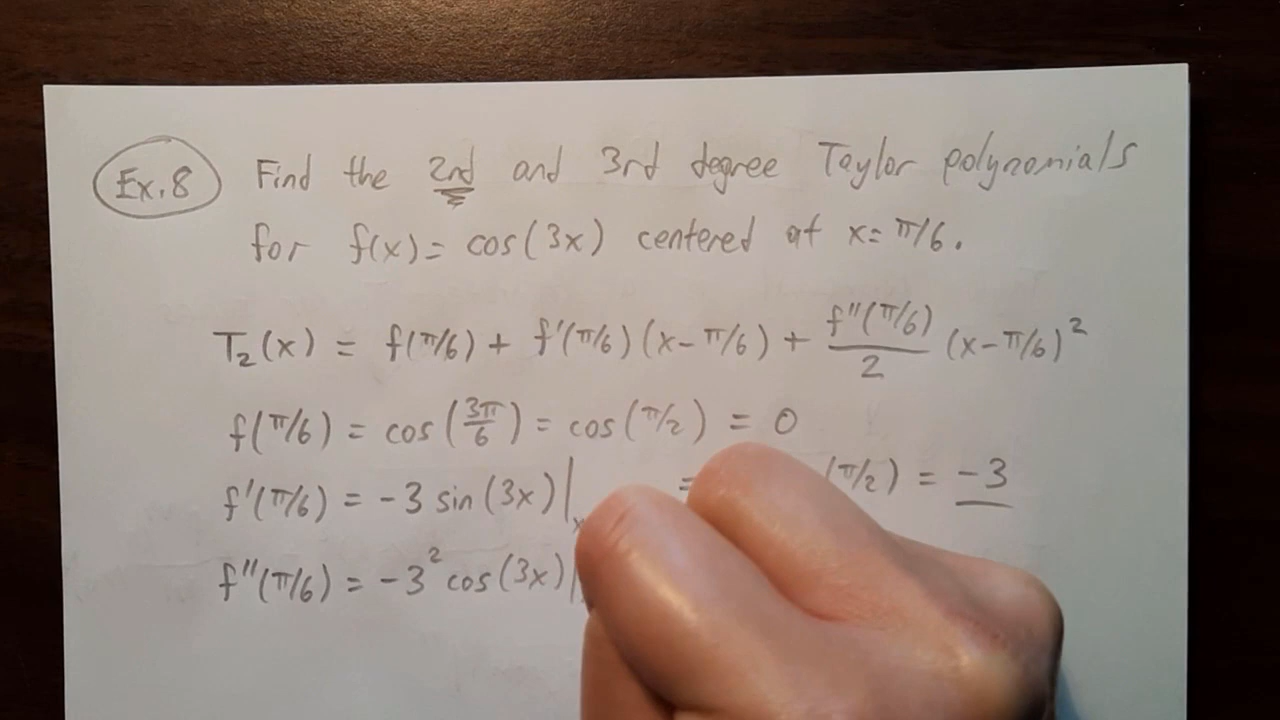 Ex. 8 Find the 2nd and 3rd degree Taylor polynomials
for f(x) = cos(3x) centered at x = π/6.
T₂(x) = f(π/6) + f'(π/6)(x-π/6) + f''(π/6)/2 (x-π/6)²
f(π/6) = cos(3π/6) = cos(π/2) = 0
f'(π/6) = -3 sin(3x)| = (π/2) = -3
f''(π/6) = -3² cos(3x)|